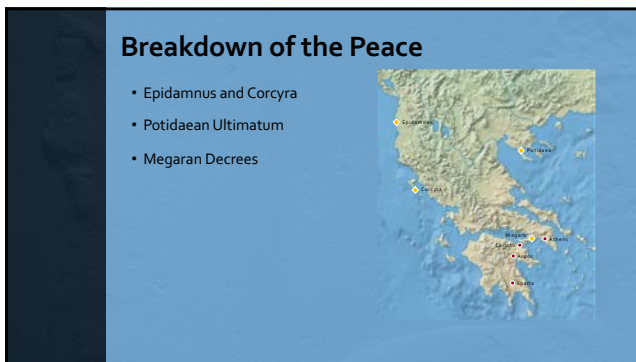 Breakdown of the Peace
• Epidamnus and Corcyra
• Potidaean Ultimatum
• Megaran Decrees
Epidamnus
Potidaea
Corcyra
Megara
Athens
Corinth
Argos
Sparta